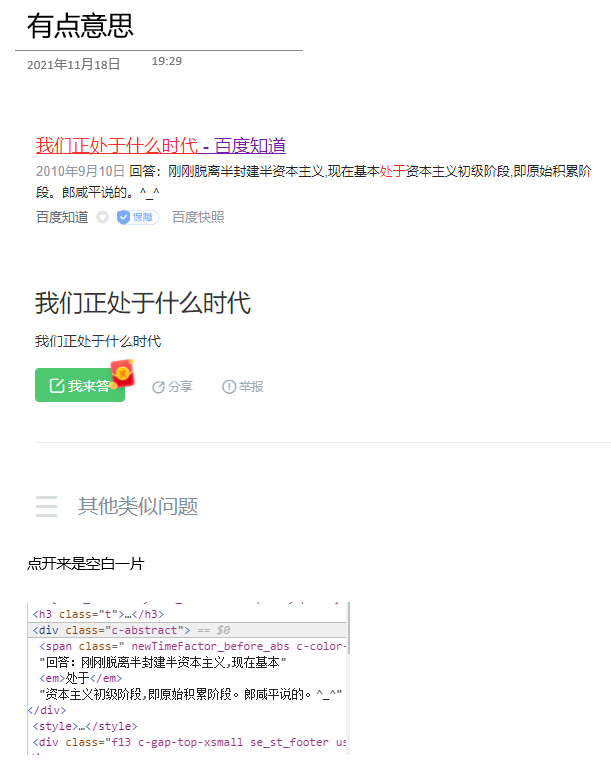 有点意思
2021年11月18日 19:29
我们正处于什么时代 - 百度知道
2010年9月10日 回答：刚刚脱离半封建半资本主义,现在基本处于资本主义初级阶段,即原始积累阶
段。郎咸平说的。^_^
百度知道 保障 百度快照
我们正处于什么时代
我们正处于什么时代
我来答 分享 举报
其他类似问题
点开来是空白一片
<h3 class="t">…</h3>
<div class="c-abstract"> == $0
<span class=" newTimeFactor_before_abs c-color-
"回答：刚刚脱离半封建半资本主义,现在基本"
<em>处于</em>
"资本主义初级阶段,即原始积累阶段。郎咸平说的。^_^"
</div>
<style>…</style>
<div class="f13 c-gap-top-xsmall se_st_footer us